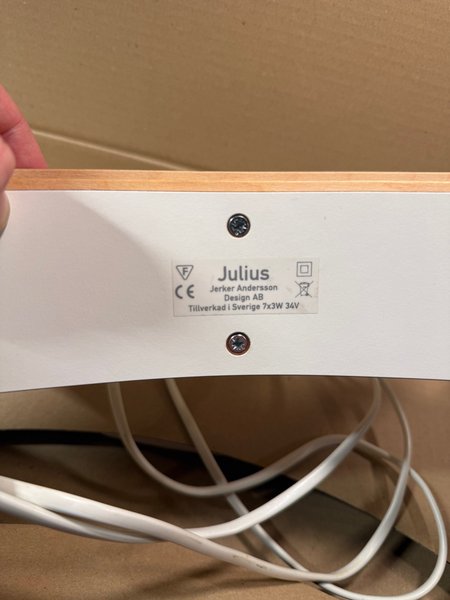 F
Julius
CE
Jerker Andersson
Design AB
Tillverkad i Sverige 7x3W 34V